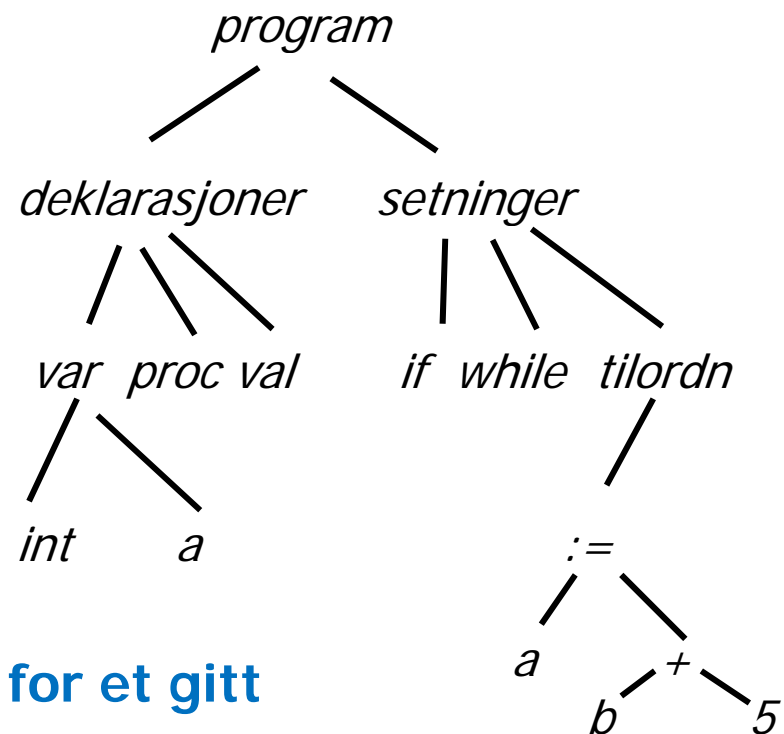 program
deklarasjoner setninger
var proc val if while tilordn
int a :=
a +
for et gitt
b 5